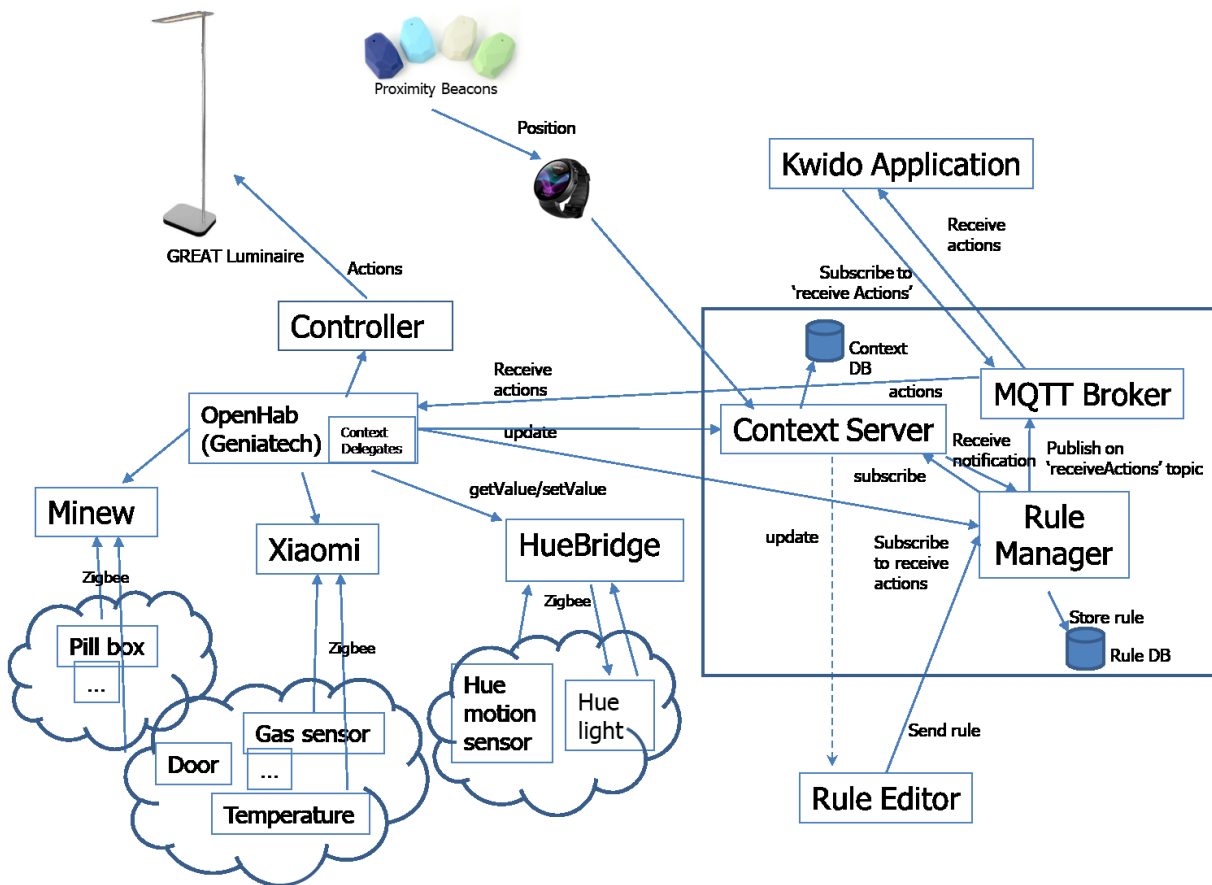 Proximity Beacons
Position
Kwido Application
GREAT Luminaire
Actions
Receive
actions
Subscribe to
‘receive Actions’
Controller
Context
DB
Receive
actions
actions
MQTT Broker
OpenHab
(Geniatech)
Context
Delegates
update
Context Server
Receive
notification
Publish on
‘receiveActions’ topic
subscribe
getValue/setValue
Minew
Xiaomi
HueBridge
update
Subscribe
to receive
actions
Rule
Manager
Zigbee
Zigbee
Store rule
Rule DB
Pill box
...
Zigbee
Hue
motion
sensor
Hue
light
Gas sensor
Door
...
Temperature
Send rule
Rule Editor